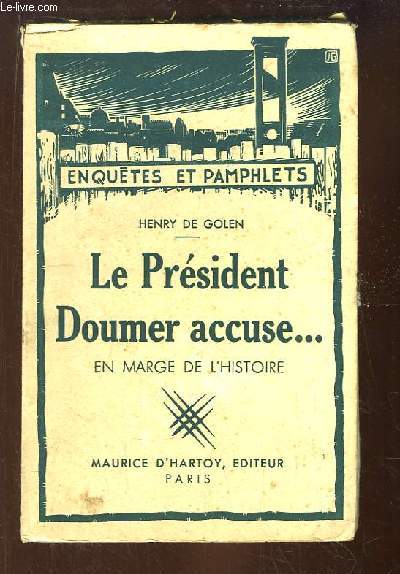 Le-livre.com
ENQUÊTES ET PAMPHLETS
HENRY DE GOLEN
Le Président
Doumer accuse...
EN MARGE DE L'HISTOIRE
MAURICE D'HARTOY, ÉDITEUR
PARIS